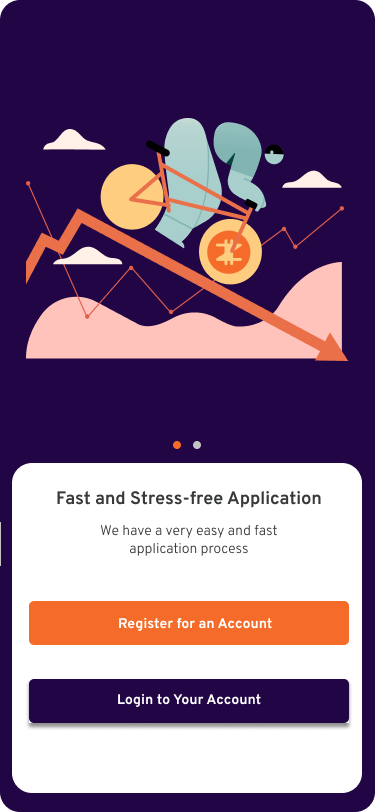 Fast and Stress-free Application
We have a very easy and fast
application process
Register for an Account
Login to Your Account